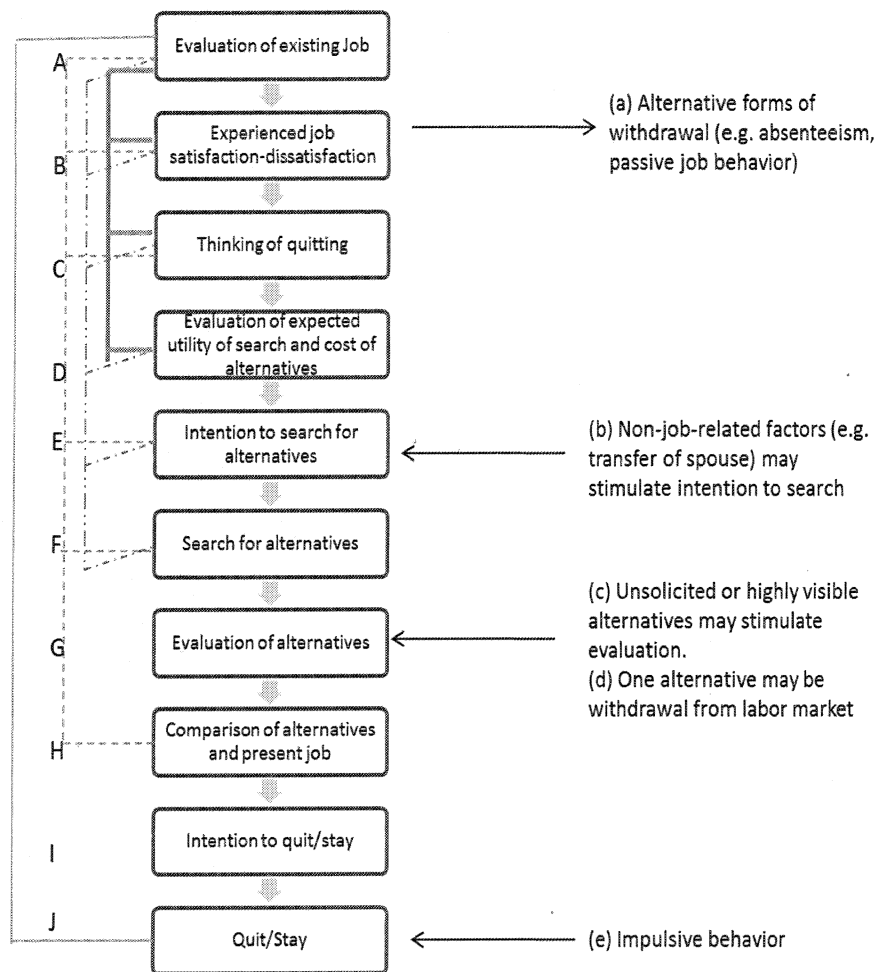 A
Evaluation of existing Job
B
Experienced job
satisfaction-dissatisfaction
(a) Alternative forms of
withdrawal (e.g. absenteeism,
passive job behavior)
C
Thinking of quitting
D
Evaluation of expected
utility of search and cost of
alternatives
E
Intention to search for
alternatives
(b) Non-job-related factors (e.g.
transfer of spouse) may
stimulate intention to search
F
Search for alternatives
G
Evaluation of alternatives
(c) Unsolicited or highly visible
alternatives may stimulate
evaluation.
(d) One alternative may be
withdrawal from labor market
H
Comparison of alternatives
and present job
I
Intention to quit/stay
J
Quit/Stay
(e) Impulsive behavior